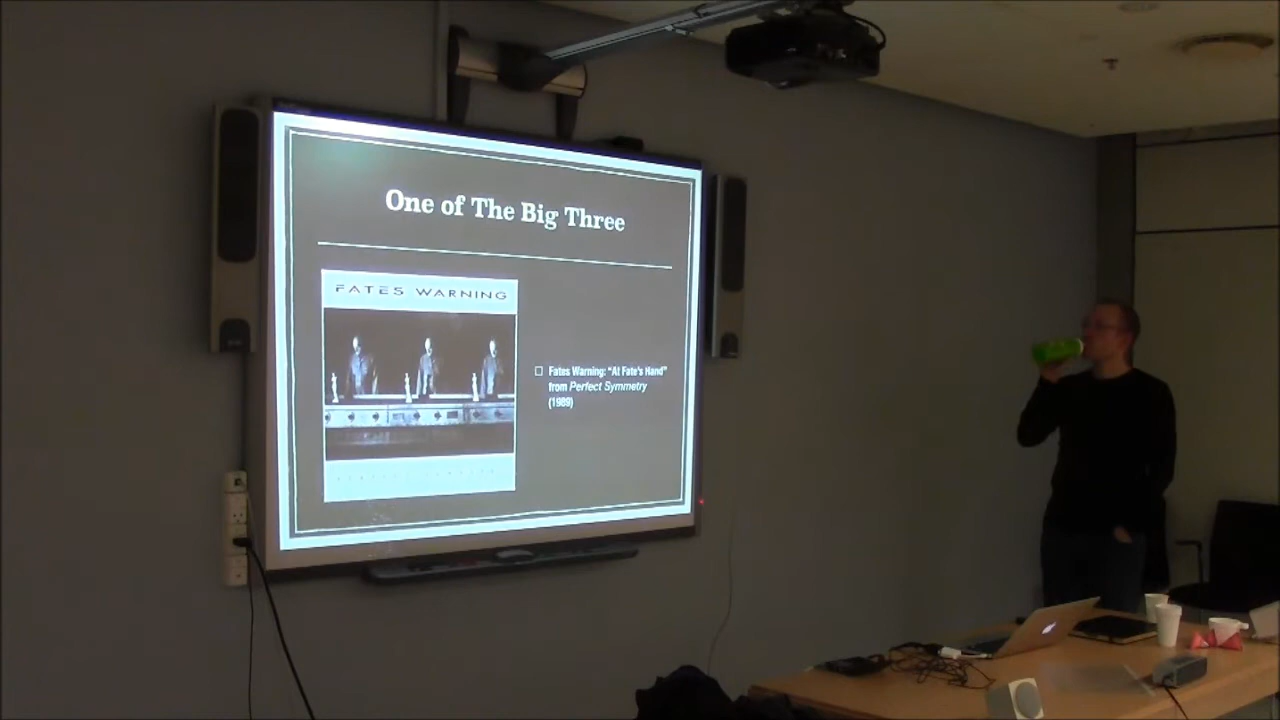 One of The Big Three
FATES WARNING
□ Fates Warning: “At Fate’s Hand”
from Perfect Symmetry
(1989)